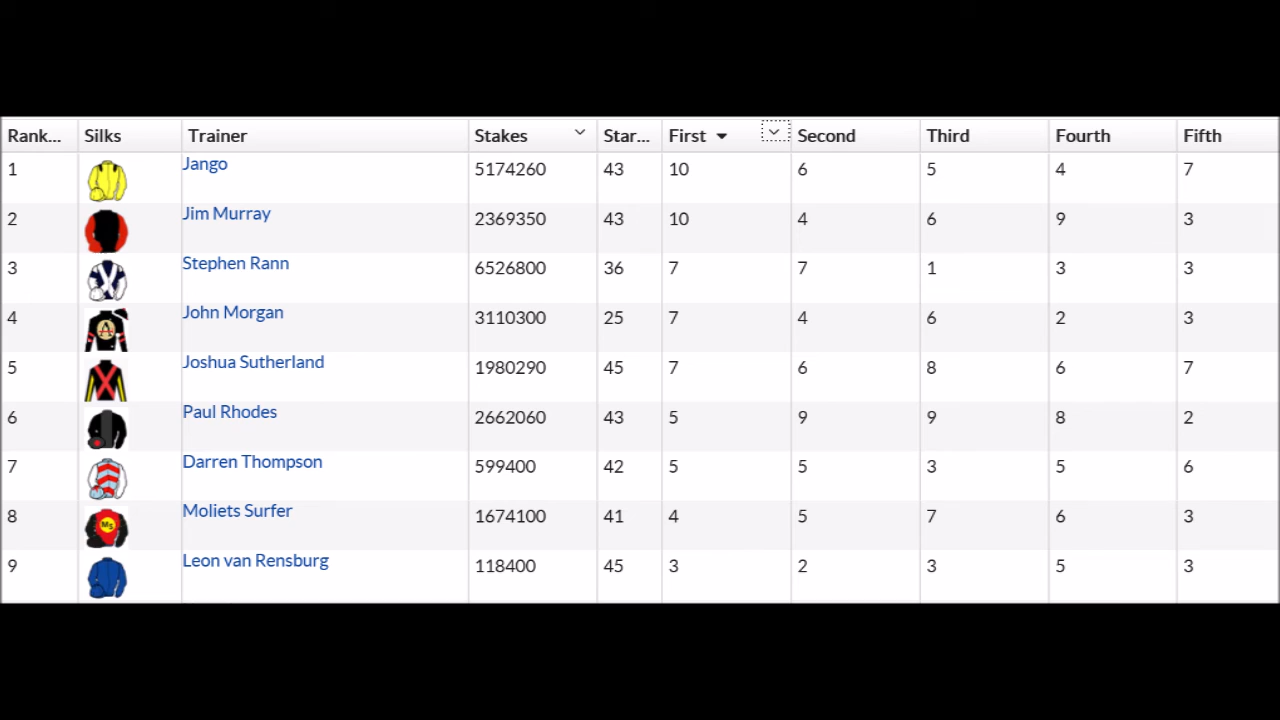 Rank... Silks Trainer Stakes Star... First Second Third Fourth Fifth
1 Jango 5174260 43 10 6 5 4 7
2 Jim Murray 2369350 43 10 4 6 9 3
3 Stephen Rann 6526800 36 7 7 1 3 3
4 A John Morgan 3110300 25 7 4 6 2 3
5 Joshua Sutherland 1980290 45 7 6 8 6 7
6 Paul Rhodes 2662060 43 5 9 9 8 2
7 Darren Thompson 599400 42 5 5 3 5 6
8 MS Moliets Surfer 1674100 41 4 5 7 6 3
9 Leon van Rensburg 118400 45 3 2 3 5 3